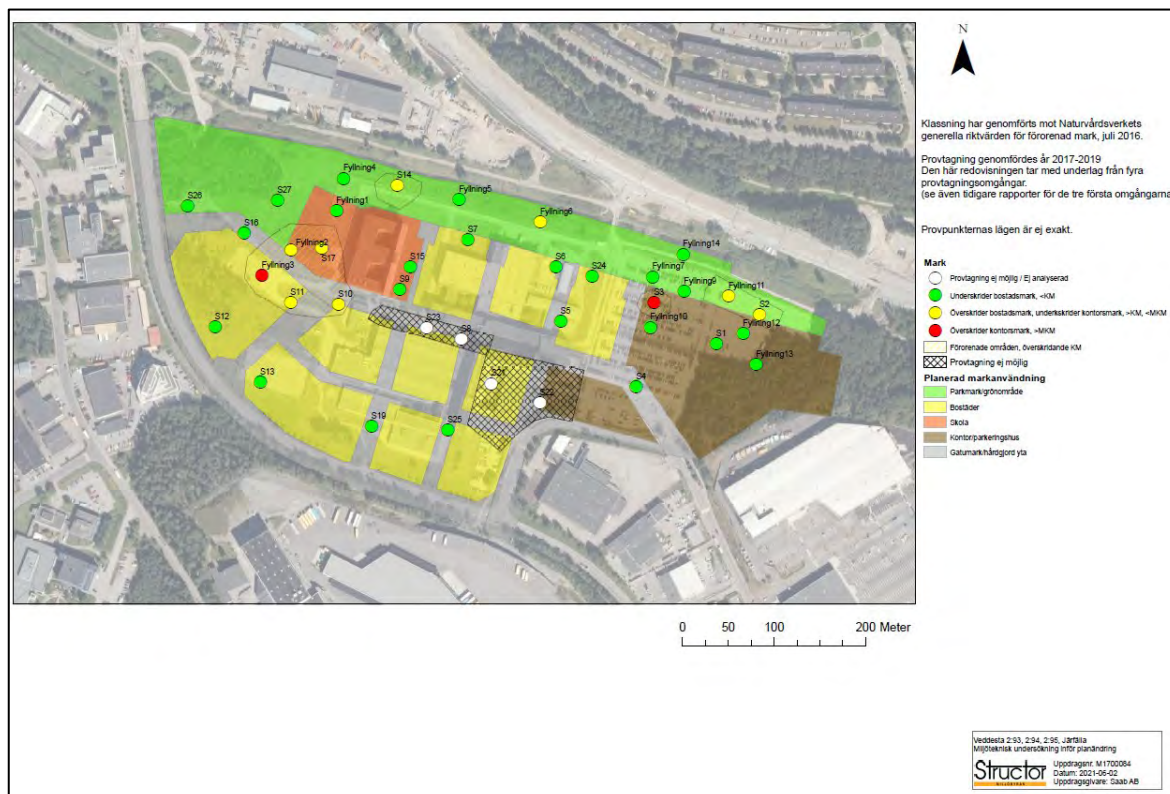 N
Klassning har genomförts mot Naturvårdsverkets
generella riktvärden för förorenad mark, juli 2016.
Provtagning genomfördes år 2017-2019
Den här redovisningen tar med underlag från fyra
provtagningsomgångar.
(se även tidigare rapporter för de tre första omgångarna
Provpunkternas lägen är ej exakt.
Mark
Provtagning ej möjlig / Ej analyserad
Underskrider bostadsmark, <KM
Överskrider bostadsmark, underksrider kontorsmark, >KM, <MKM
Överskrider kontorsmark, >MKM
Förorenade områden, överskridande KM
Provtagning ej möjlig
Planerad markanvändning
Parkmark/grönområde
Bostäder
Skola
Kontor/parkeringshus
Gatumark/hårdgjord yta
Fyllning4
S14
S26
S27
Fyllning1
Fyllning5
Fyllning6
S16
Fyllning2
S17
S7
Fyllning14
Fyllning3
S15
S6
S24
Fyllning7
S9
Fyllning9
Fyllning11
S11
S10
S3
S2
S12
S23
S8
S5
Fyllning10
S1
Fyllning12
S13
S21
S4
Fyllning13
S22
S19
S25
0 50 100 200 Meter
Veddesta 2:93, 2:94, 2:95, Järfälla
Miljöteknisk undersökning inför planändring
Structor
Uppdragsnr. M1700084
Datum: 2021-06-02
Uppdragsgivare: Saab AB